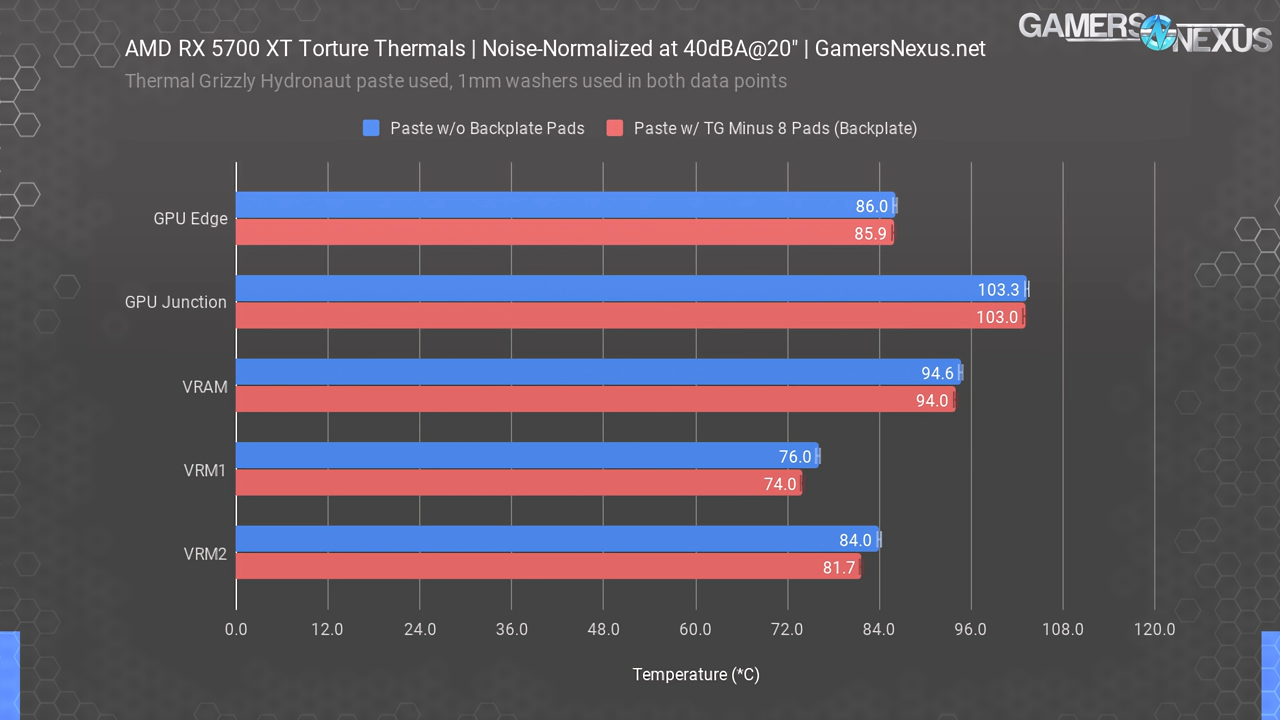 GAMERS NEXUS
AMD RX 5700 XT Torture Thermals | Noise-Normalized at 40dBA@20" | GamersNexus.net
Thermal Grizzly Hydronaut paste used, 1mm washers used in both data points
Paste w/o Backplate Pads Paste w/ TG Minus 8 Pads (Backplate)
GPU Edge 86.0
85.9
GPU Junction 103.3
103.0
VRAM 94.6
94.0
VRM1 76.0
74.0
VRM2 84.0
81.7
0.0 12.0 24.0 36.0 48.0 60.0 72.0 84.0 96.0 108.0 120.0
Temperature (*C)